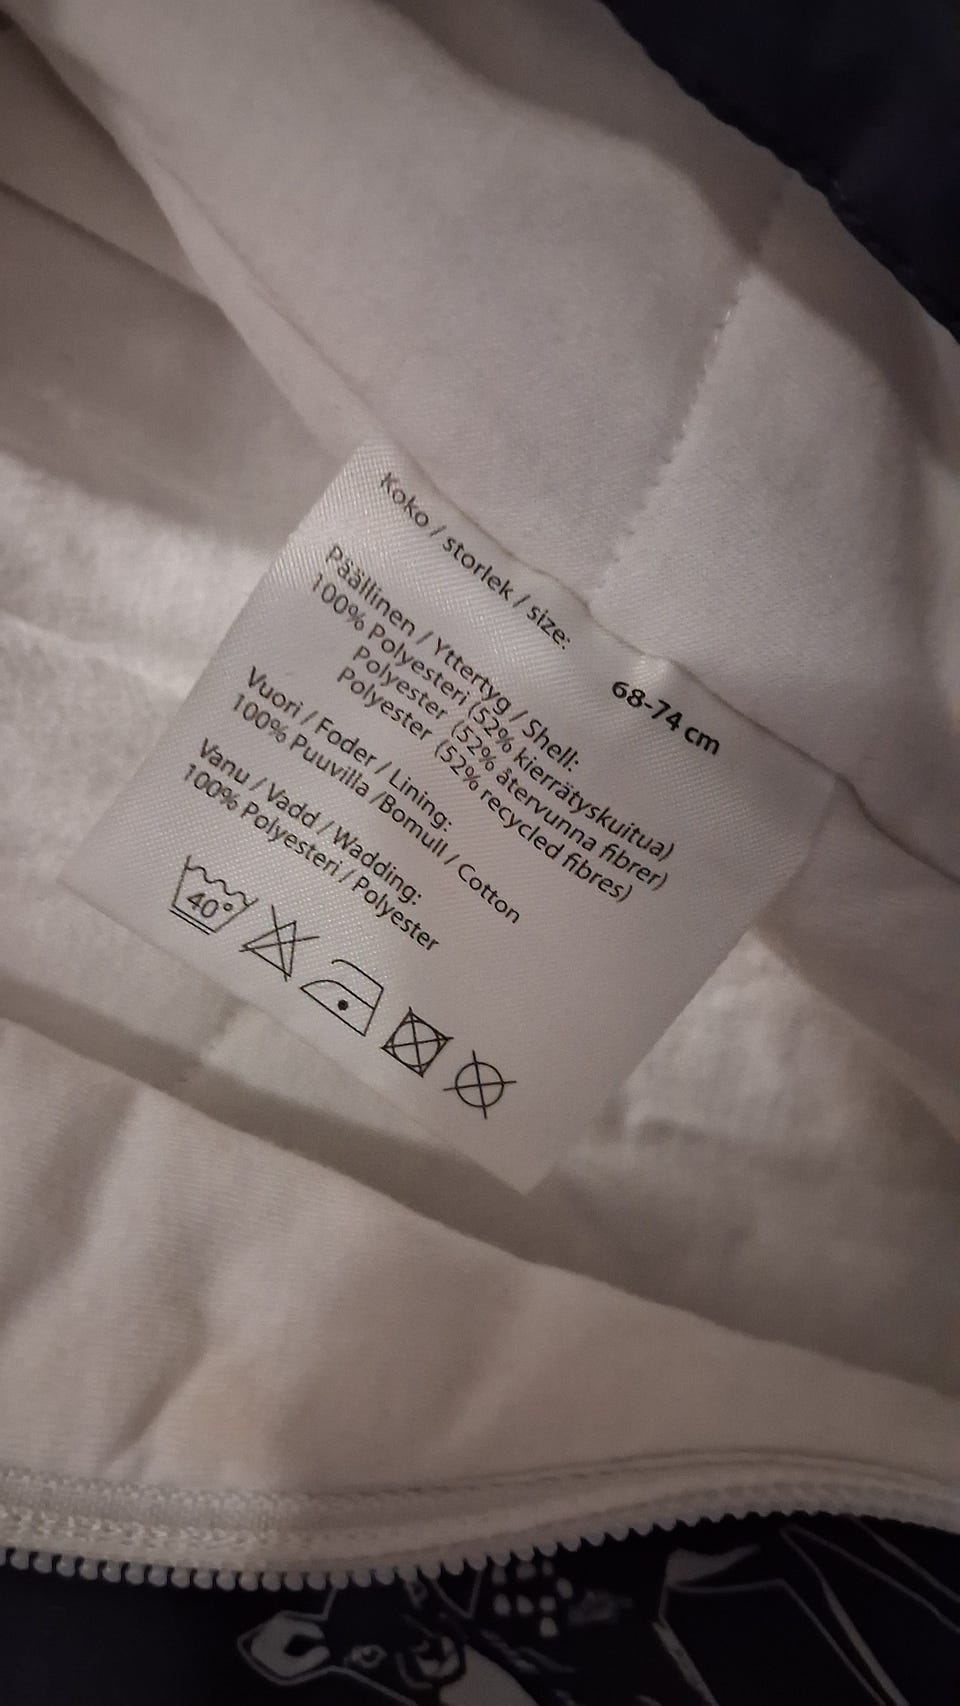 Koko / storlek / size:
68-74 cm
Päällinen / Yttertyg / Shell:
100% Polyesteri (52% kierrätyskuitua)
Polyester (52% återvunna fibrer)
Polyester (52% recycled fibres)
Vuori / Foder / Lining:
100% Puuvilla /Bomull / Cotton
Vanu / Vadd / Wadding:
100% Polyesteri / Polyester
40°